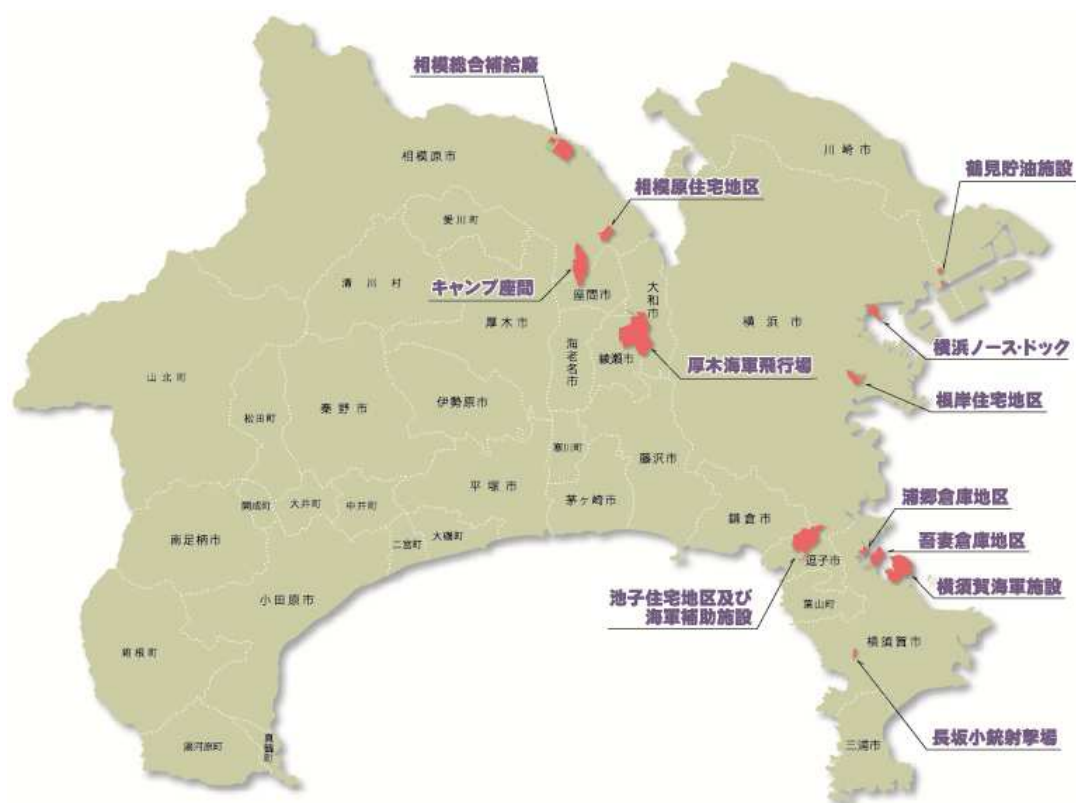 相模総合補給廠
川崎市
相模原市
鶴見貯油施設
相模原住宅地区
愛川町
清川村
キャンプ座間
座間市
大和市
厚木市
横浜市
海老名市
綾瀬市
横浜ノース・ドック
厚木海軍飛行場
山北町
根岸住宅地区
松田町
秦野市
伊勢原市
寒川町
藤沢市
平塚市
茅ヶ崎市
開成町
大井町
中井町
浦郷倉庫地区
鎌倉市
南足柄市
二宮町
大磯町
吾妻倉庫地区
逗子市
横須賀海軍施設
小田原市
池子住宅地区及び
海軍補助施設
葉山町
横須賀市
箱根町
長坂小銃射撃場
湯河原町
真鶴町
三浦市